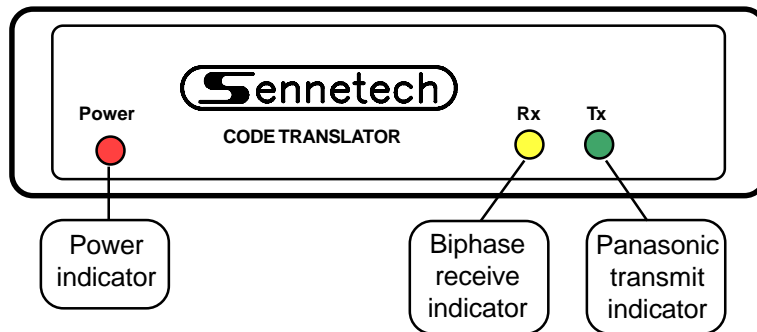 Sennetech
Power
CODE TRANSLATOR
Rx
Tx
Power
indicator
Biphase
receive
indicator
Panasonic
transmit
indicator